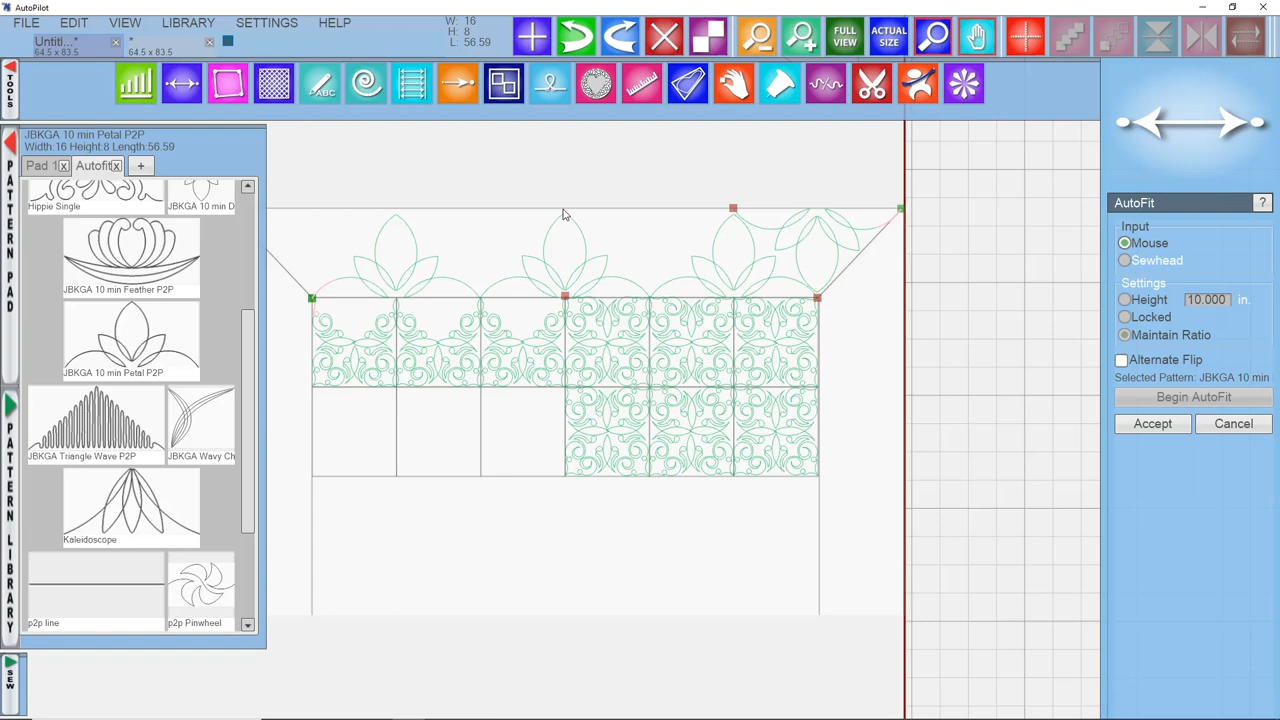 AutoPilot
FILE EDIT VIEW LIBRARY SETTINGS HELP
W: 16
H: 8
L: 56.59
Untitl...* x
64.5 x 83.5
* x
64.5 x 83.5
FULL VIEW
ACTUAL SIZE
TOOLS
ABC
JBKGA 10 min Petal P2P
Width:16 Height:8 Length:56.59
Pad 1 x
Autofit x
+
PATTERN PAD
Hippie Single
JBKGA 10 min D
JBKGA 10 min Feather P2P
JBKGA 10 min Petal P2P
JBKGA Triangle Wave P2P
JBKGA Wavy Ch
Kaleidoscope
p2p line
p2p Pinwheel
PATTERN LIBRARY
SEW
AutoFit ?
Input
Mouse
Sewhead
Settings
Height 10.000 in.
Locked
Maintain Ratio
Alternate Flip
Selected Pattern: JBKGA 10 min
Begin AutoFit
Accept
Cancel